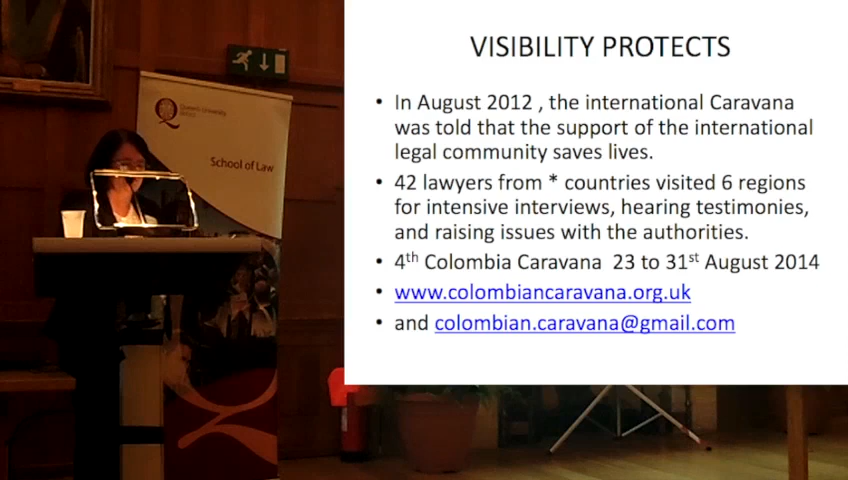 VISIBILITY PROTECTS
• In August 2012 , the international Caravana
was told that the support of the international
legal community saves lives.
• 42 lawyers from * countries visited 6 regions
for intensive interviews, hearing testimonies,
and raising issues with the authorities.
• 4th Colombia Caravana 23 to 31st August 2014
• www.colombiancaravana.org.uk
• and colombian.caravana@gmail.com
Queen's University
School of Law